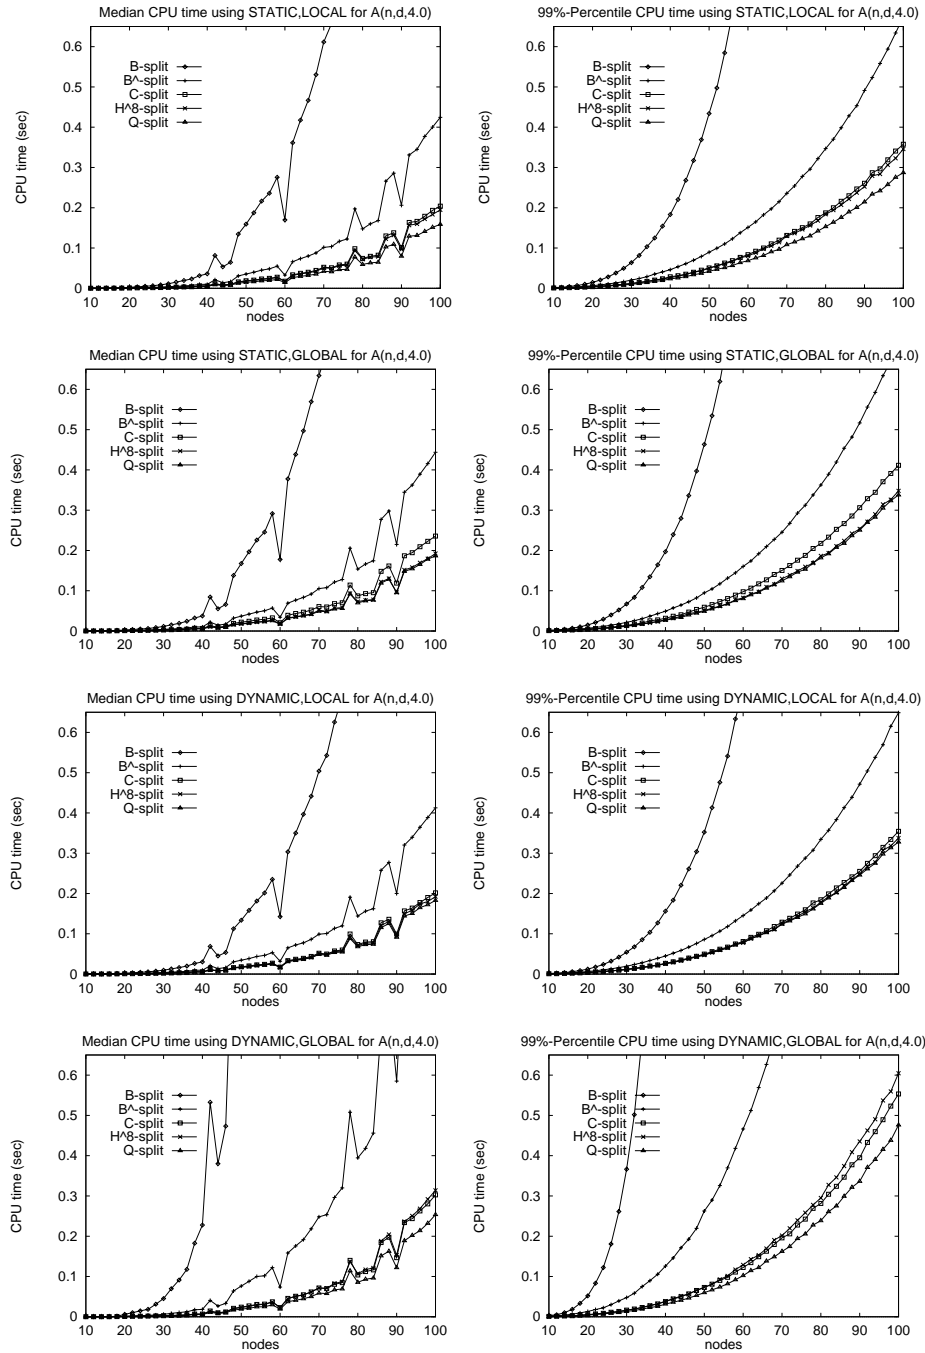 Median CPU time using STATIC,LOCAL for A(n,d,4.0)
CPU time (sec)
0.6
0.5
0.4
0.3
0.2
0.1
0
B-split
B^-split
C-split
H^8-split
Q-split
10 20 30 40 50 60 70 80 90 100
nodes
99%-Percentile CPU time using STATIC,LOCAL for A(n,d,4.0)
CPU time (sec)
0.6
0.5
0.4
0.3
0.2
0.1
0
B-split
B^-split
C-split
H^8-split
Q-split
10 20 30 40 50 60 70 80 90 100
nodes
Median CPU time using STATIC,GLOBAL for A(n,d,4.0)
CPU time (sec)
0.6
0.5
0.4
0.3
0.2
0.1
0
B-split
B^-split
C-split
H^8-split
Q-split
10 20 30 40 50 60 70 80 90 100
nodes
99%-Percentile CPU time using STATIC,GLOBAL for A(n,d,4.0)
CPU time (sec)
0.6
0.5
0.4
0.3
0.2
0.1
0
B-split
B^-split
C-split
H^8-split
Q-split
10 20 30 40 50 60 70 80 90 100
nodes
Median CPU time using DYNAMIC,LOCAL for A(n,d,4.0)
CPU time (sec)
0.6
0.5
0.4
0.3
0.2
0.1
0
B-split
B^-split
C-split
H^8-split
Q-split
10 20 30 40 50 60 70 80 90 100
nodes
99%-Percentile CPU time using DYNAMIC,LOCAL for A(n,d,4.0)
CPU time (sec)
0.6
0.5
0.4
0.3
0.2
0.1
0
B-split
B^-split
C-split
H^8-split
Q-split
10 20 30 40 50 60 70 80 90 100
nodes
Median CPU time using DYNAMIC,GLOBAL for A(n,d,4.0)
CPU time (sec)
0.6
0.5
0.4
0.3
0.2
0.1
0
B-split
B^-split
C-split
H^8-split
Q-split
10 20 30 40 50 60 70 80 90 100
nodes
99%-Percentile CPU time using DYNAMIC,GLOBAL for A(n,d,4.0)
CPU time (sec)
0.6
0.5
0.4
0.3
0.2
0.1
0
B-split
B^-split
C-split
H^8-split
Q-split
10 20 30 40 50 60 70 80 90 100
nodes